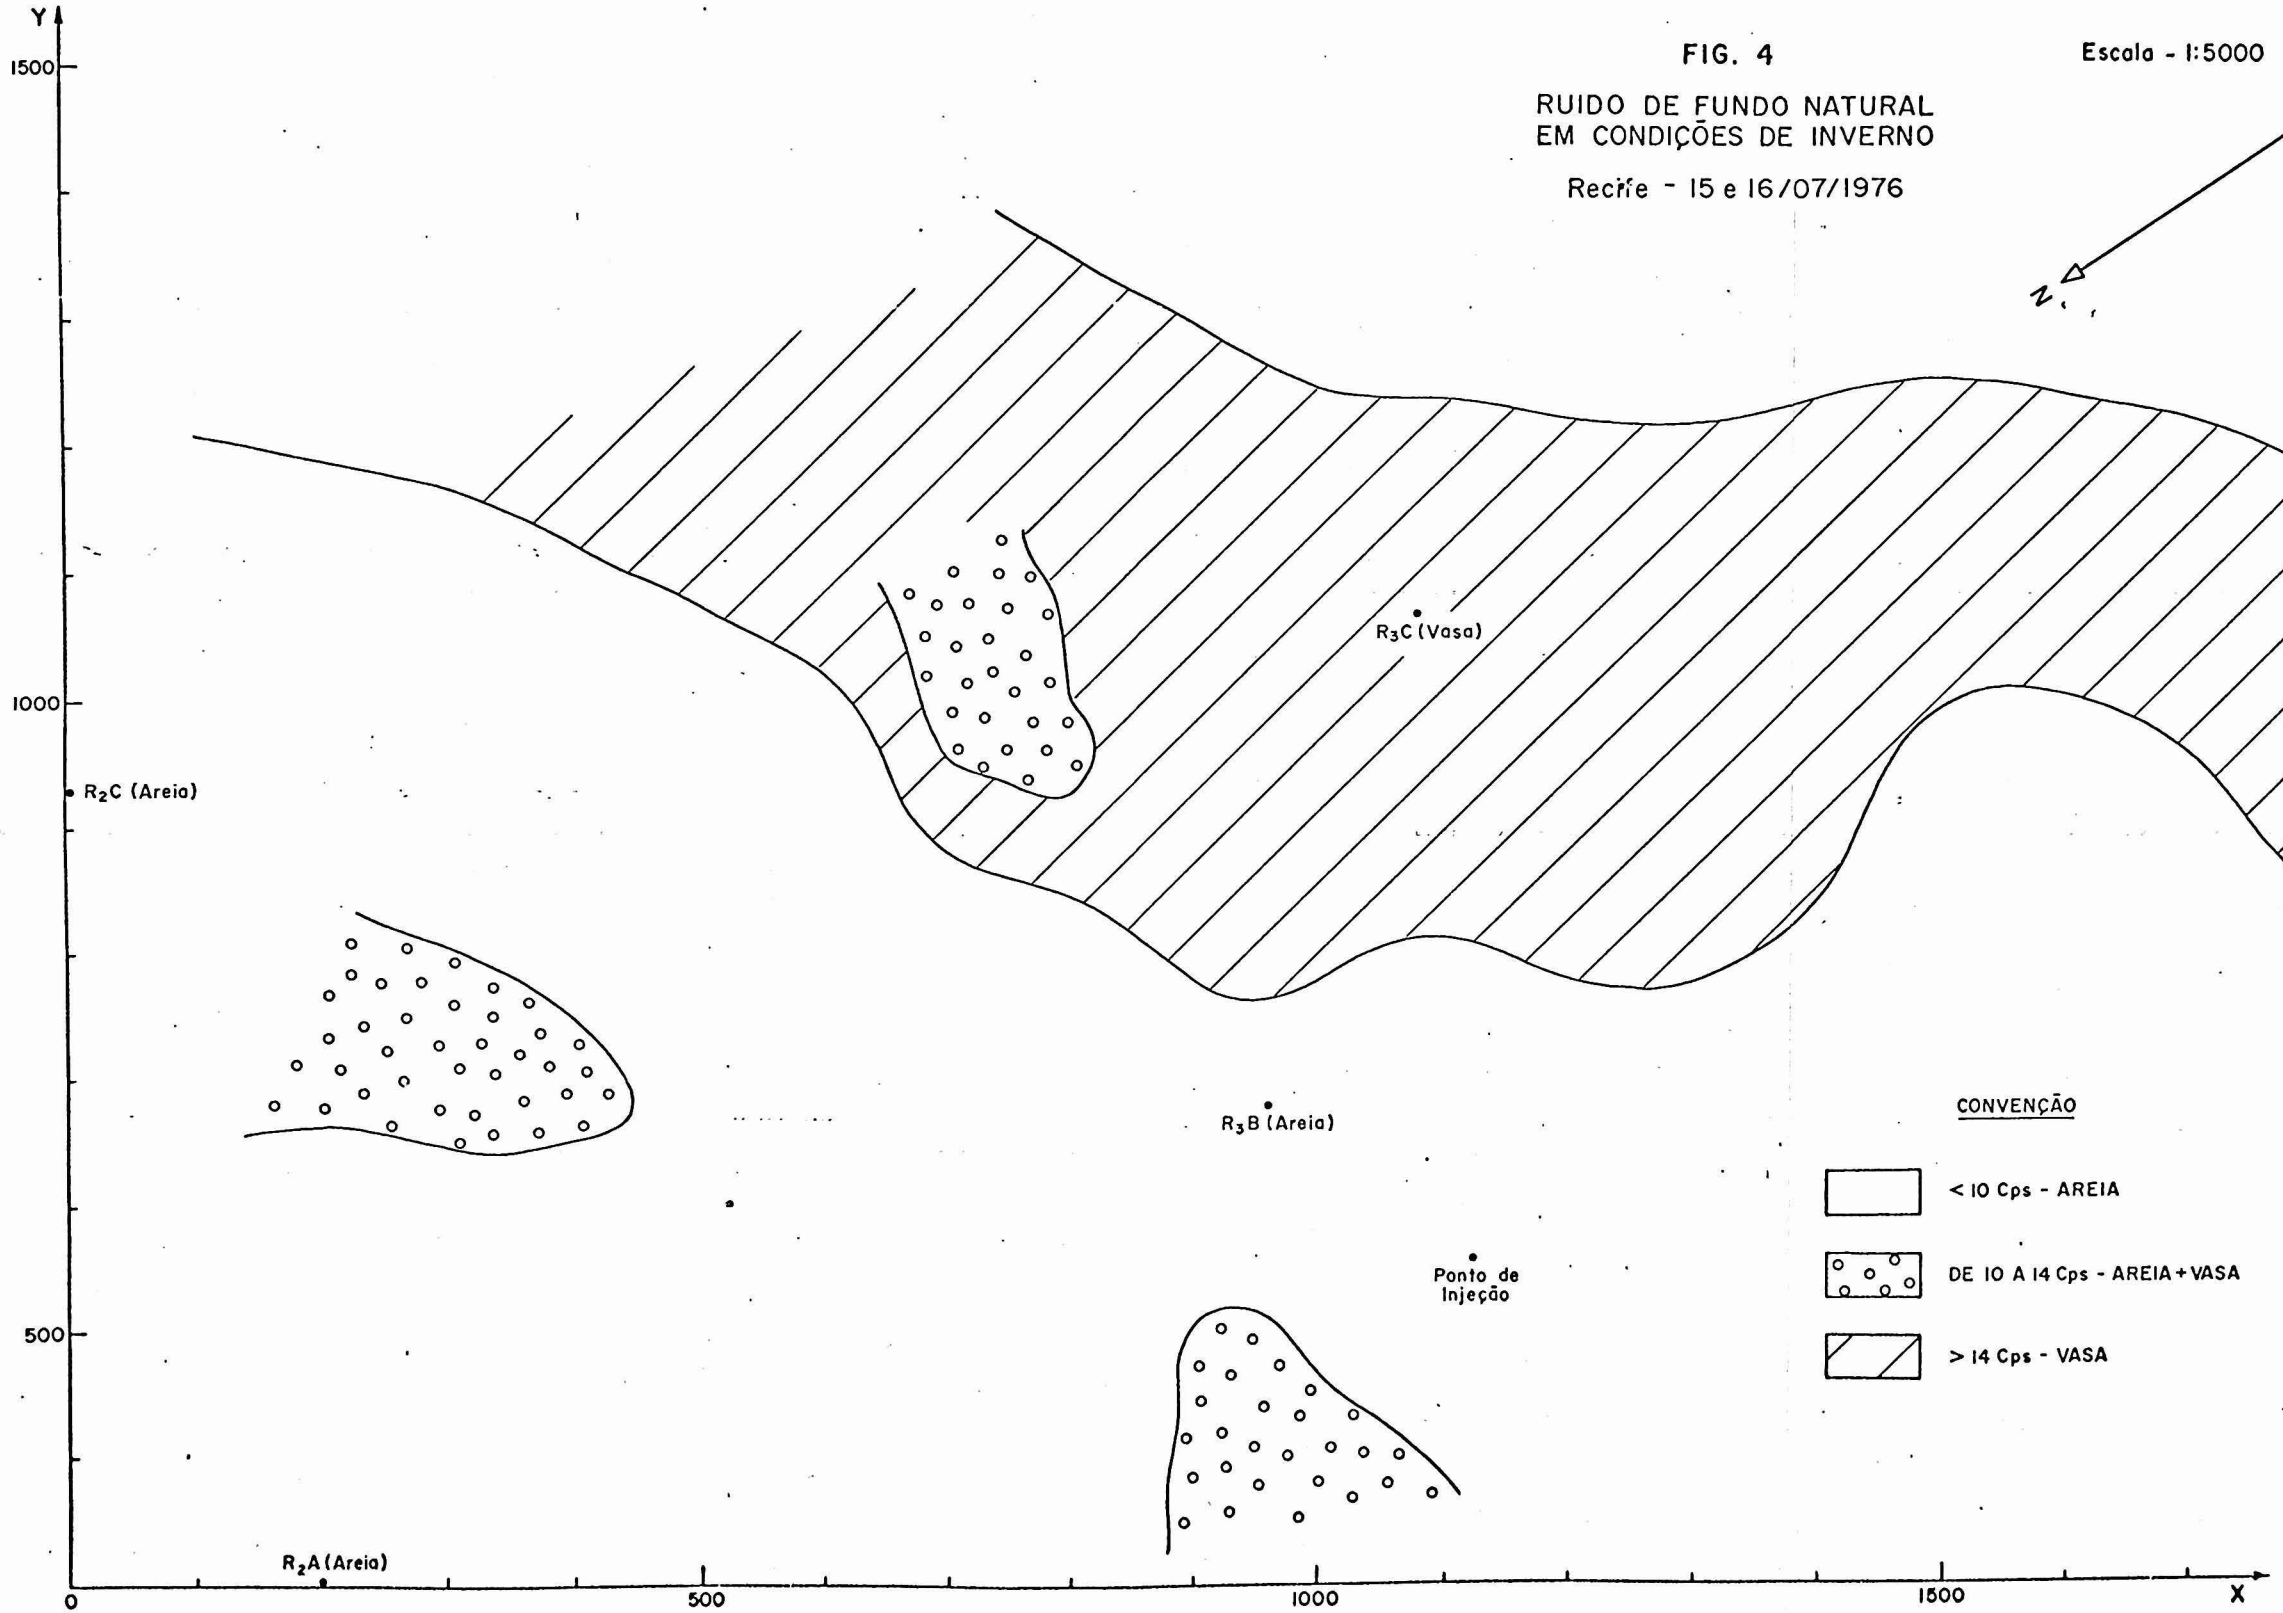 FIG. 4
Escala - 1:5000
RUIDO DE FUNDO NATURAL
EM CONDIÇÕES DE INVERNO
Recife - 15 e 16/07/1976
Y
1500
N
R₃C (Vasa)
1000
R₂C (Areia)
R₃B (Areia)
CONVENÇÃO
< 10 Cps - AREIA
Ponto de
Injeção
DE 10 A 14 Cps - AREIA + VASA
500
> 14 Cps - VASA
R₂A (Areia)
0
500
1000
1500
X